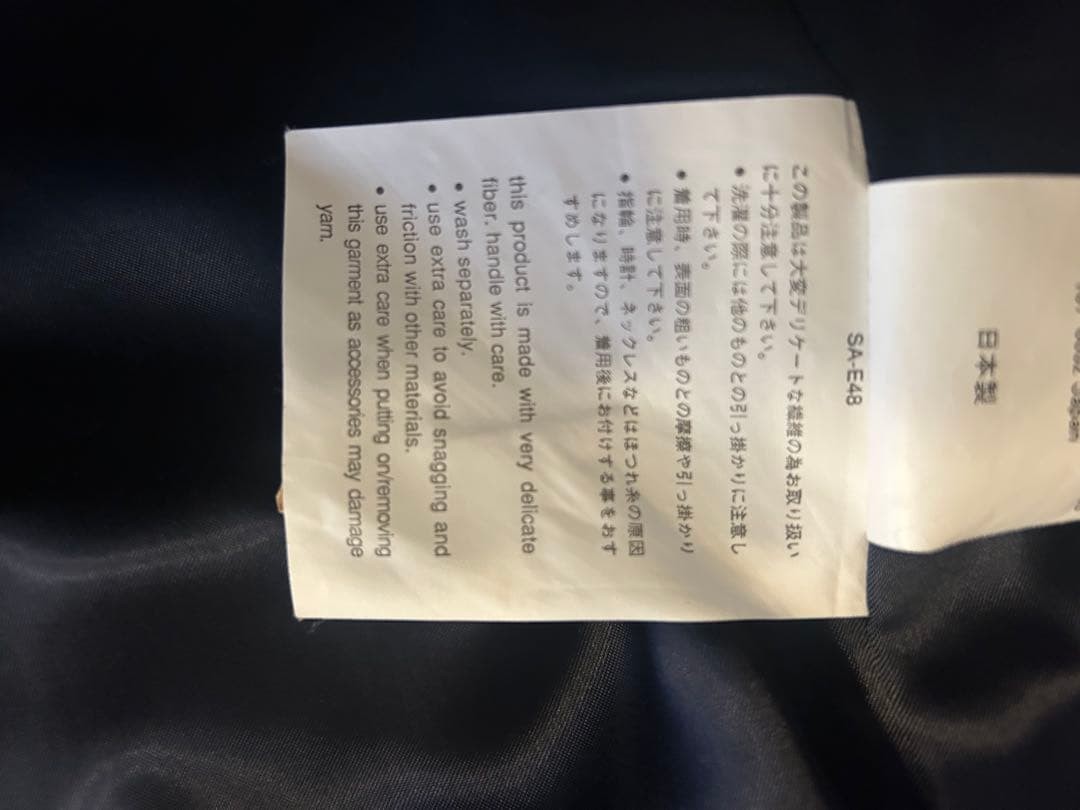 日本製
SA-E48
この製品は大変デリケートな繊維の為お取り扱い
に十分注意して下さい。
• 洗濯の際には他のものとの引っ掛かりに注意し
て下さい。
• 着用時、表面の粗いものとの摩擦や引っ掛かり
に注意して下さい。
• 指輪、時計、ネックレスなどはほつれ糸の原因
になりますので、着用後にお付けする事をおす
すめします。
this product is made with very delicate
fiber. handle with care.
• wash separately.
• use extra care to avoid snagging and
friction with other materials.
• use extra care when putting on/removing
this garment as accessories may damage
yarn.